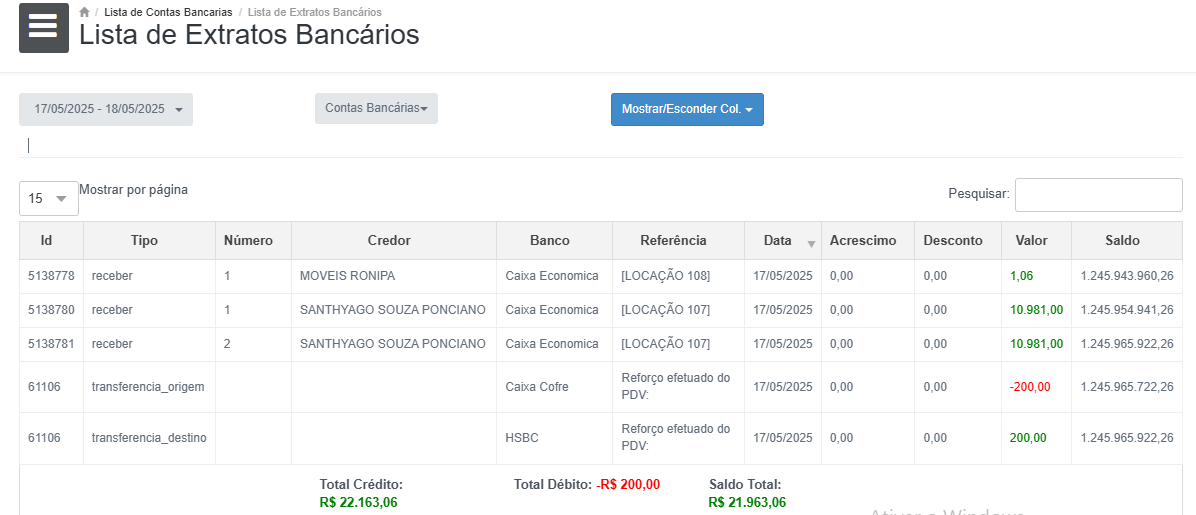 / Lista de Contas Bancarias / Lista de Extratos Bancários
Lista de Extratos Bancários
17/05/2025 - 18/05/2025 Contas Bancárias Mostrar/Esconder Col.
15 Mostrar por página Pesquisar:
Id Tipo Número Credor Banco Referência Data Acrescimo Desconto Valor Saldo
5138778 receber 1 MOVEIS RONIPA Caixa Economica [LOCAÇÃO 108] 17/05/2025 0,00 0,00 1,06 1.245.943.960,26
5138780 receber 1 SANTHYAGO SOUZA PONCIANO Caixa Economica [LOCAÇÃO 107] 17/05/2025 0,00 0,00 10.981,00 1.245.954.941,26
5138781 receber 2 SANTHYAGO SOUZA PONCIANO Caixa Economica [LOCAÇÃO 107] 17/05/2025 0,00 0,00 10.981,00 1.245.965.922,26
61106 transferencia_origem Caixa Cofre Reforço efetuado do PDV: 17/05/2025 0,00 0,00 -200,00 1.245.965.722,26
61106 transferencia_destino HSBC Reforço efetuado do PDV: 17/05/2025 0,00 0,00 200,00 1.245.965.922,26
Total Crédito: Total Débito: -R$ 200,00 Saldo Total:
R$ 22.163,06 R$ 21.963,06